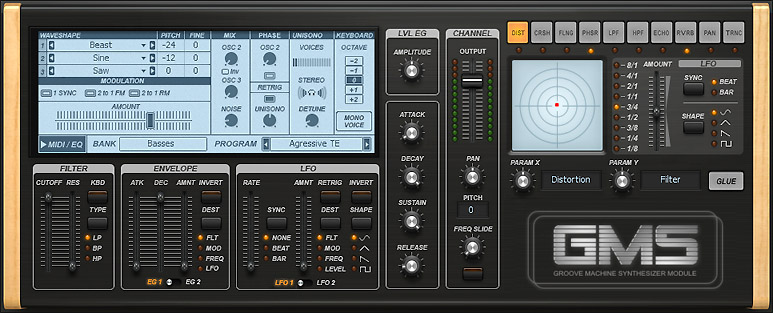 WAVESHAPE PITCH FINE
1 Beast -24 0
2 Sine -12 0
3 Saw 0 0
MODULATION
1 SYNC 2 to 1 FM 2 to 1 RM
AMOUNT
MIX
OSC 2
Inv
OSC 3
NOISE
PHASE
OSC 2
RETRIG
UNISONO
UNISONO
VOICES
STEREO
DETUNE
KEYBOARD
OCTAVE
-2
-1
0
+1
+2
MONO
VOICE
MIDI / EQ BANK Basses PROGRAM Agressive TE
FILTER
CUTOFF RES KBD
TYPE
LP
BP
HP
ENVELOPE
ATK DEC AMNT INVERT
DEST
FLT
MOD
FREQ
LFO
EG 1 EG 2
LFO
RATE AMNT RETRIG INVERT
SYNC DEST SHAPE
NONE
BEAT
BAR
FLT
MOD
FREQ
LEVEL
LFO 1 LFO 2
LVL EG
AMPLITUDE
ATTACK
DECAY
SUSTAIN
RELEASE
CHANNEL
OUTPUT
PAN
PITCH
0
FREQ SLIDE
DIST CRSH FLNG PHSR LPF HPF ECHO RVRB PAN TRNC
8/1
4/1
2/1
1/1
3/4
1/2
3/8
1/4
1/8
AMOUNT
LFO
SYNC
BEAT
BAR
SHAPE
PARAM X Distortion PARAM Y Filter GLUE
GMS
GROOVE MACHINE SYNTHESIZER MODULE